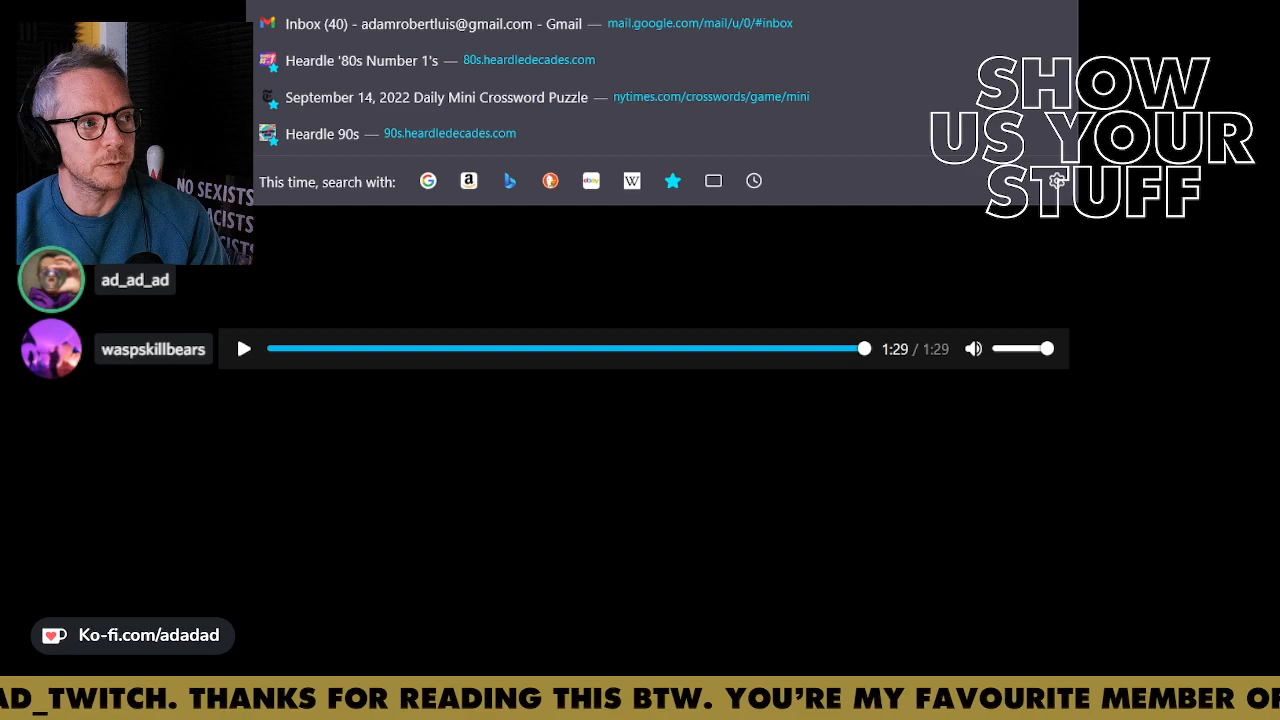 Inbox (40) - adamrobertluis@gmail.com - Gmail — mail.google.com/mail/u/0/#inbox
Heardle '80s Number 1's — 80s.heardledecades.com
September 14, 2022 Daily Mini Crossword Puzzle — nytimes.com/crosswords/game/mini
Heardle 90s — 90s.heardledecades.com
This time, search with:
SHOW
US YOUR
STUFF
NO SEXISTS
ACISTS
ad_ad_ad
waspskillbears
1:29 / 1:29
Ko-fi.com/adadad
AD_TWITCH. THANKS FOR READING THIS BTW. YOU'RE MY FAVOURITE MEMBER OF